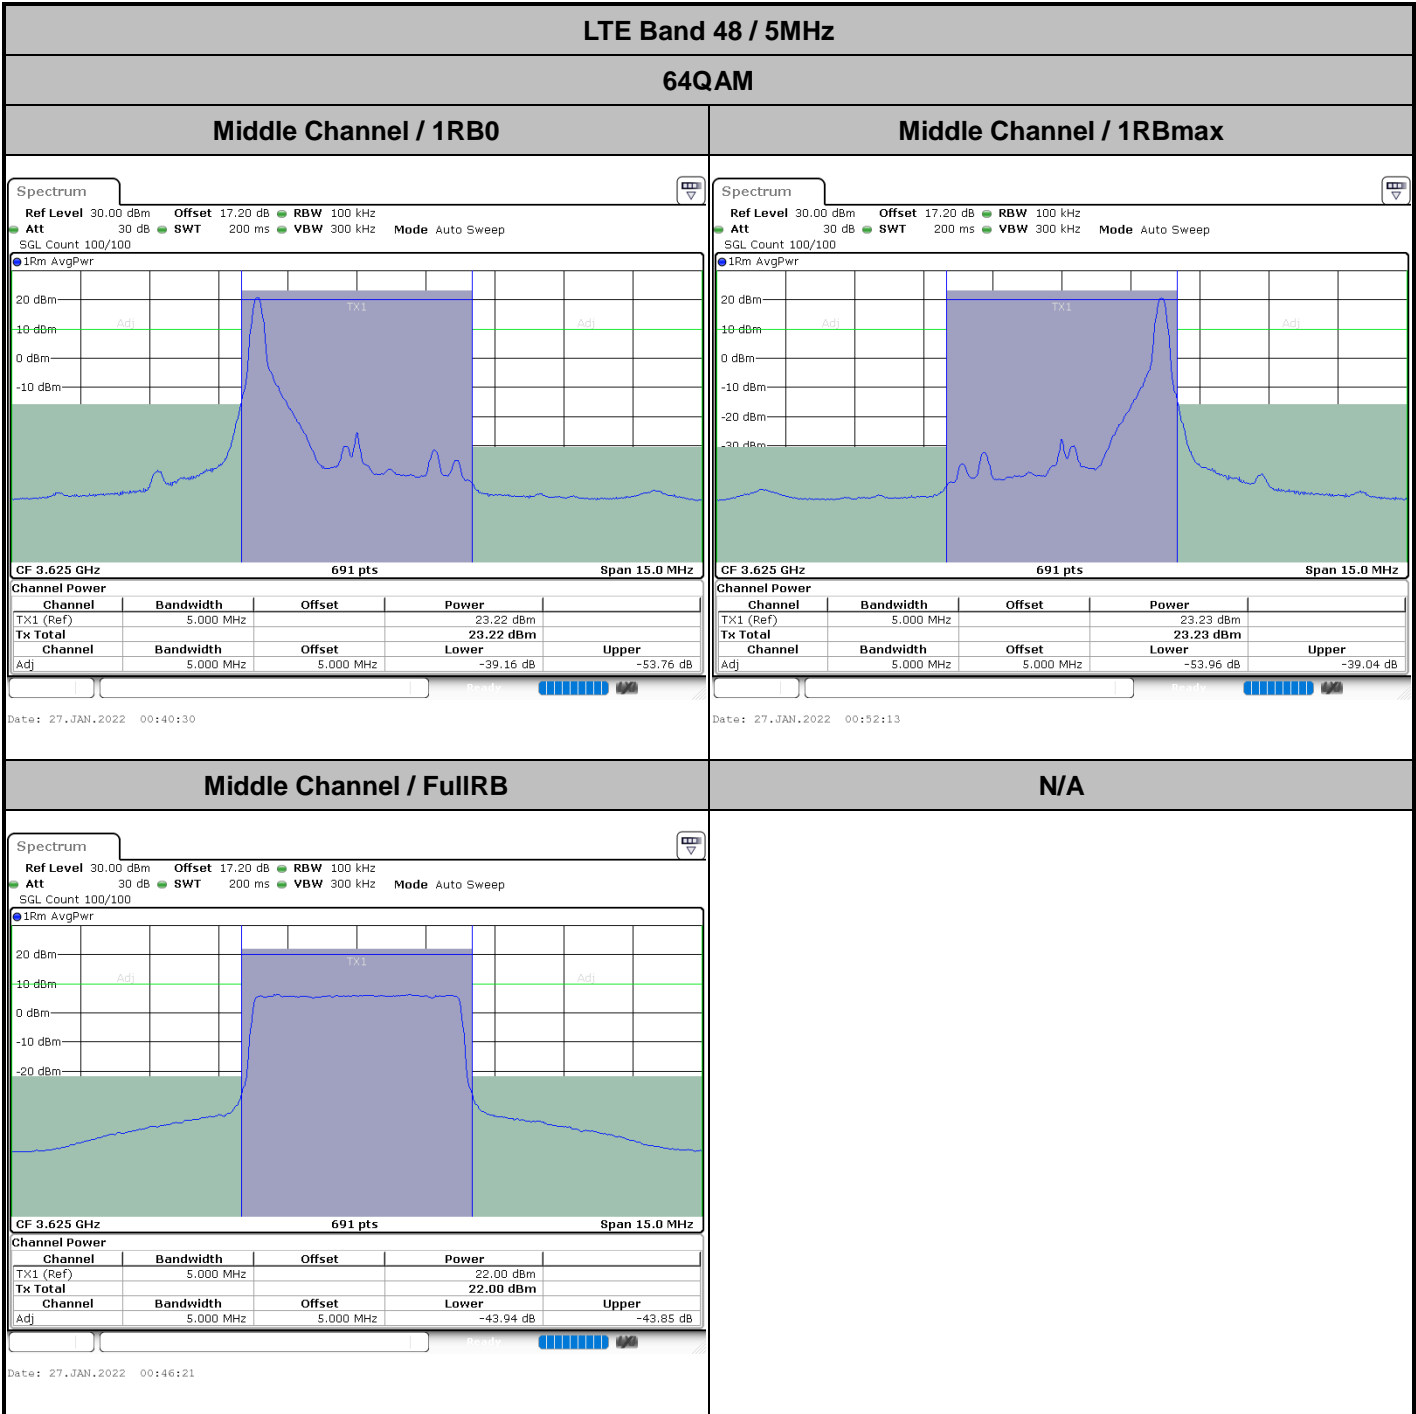 LTE Band 48 / 5MHz
64QAM
Middle Channel / 1RB0
Middle Channel / 1RBmax
Spectrum
Ref Level 30.00 dBm Offset 17.20 dB RBW 100 kHz
Att 30 dB SWT 200 ms VBW 300 kHz Mode Auto Sweep
SGL Count 100/100
1Rm AvgPwr
TX1
Adj
Adj
20 dBm
10 dBm
0 dBm
-10 dBm
CF 3.625 GHz 691 pts Span 15.0 MHz
Channel Power
Channel Bandwidth Offset Power
TX1 (Ref) 5.000 MHz 23.22 dBm
Tx Total 23.22 dBm
Channel Bandwidth Offset Lower Upper
Adj 5.000 MHz 5.000 MHz -39.16 dB -53.76 dB
Ready
Date: 27.JAN.2022 00:40:30
Spectrum
Ref Level 30.00 dBm Offset 17.20 dB RBW 100 kHz
Att 30 dB SWT 200 ms VBW 300 kHz Mode Auto Sweep
SGL Count 100/100
1Rm AvgPwr
TX1
Adj
Adj
20 dBm
10 dBm
0 dBm
-10 dBm
-20 dBm
-30 dBm
CF 3.625 GHz 691 pts Span 15.0 MHz
Channel Power
Channel Bandwidth Offset Power
TX1 (Ref) 5.000 MHz 23.23 dBm
Tx Total 23.23 dBm
Channel Bandwidth Offset Lower Upper
Adj 5.000 MHz 5.000 MHz -53.96 dB -39.04 dB
Ready
Date: 27.JAN.2022 00:52:13
Middle Channel / FullRB
N/A
Spectrum
Ref Level 30.00 dBm Offset 17.20 dB RBW 100 kHz
Att 30 dB SWT 200 ms VBW 300 kHz Mode Auto Sweep
SGL Count 100/100
1Rm AvgPwr
TX1
Adj
Adj
20 dBm
10 dBm
0 dBm
-10 dBm
-20 dBm
CF 3.625 GHz 691 pts Span 15.0 MHz
Channel Power
Channel Bandwidth Offset Power
TX1 (Ref) 5.000 MHz 22.00 dBm
Tx Total 22.00 dBm
Channel Bandwidth Offset Lower Upper
Adj 5.000 MHz 5.000 MHz -43.94 dB -43.85 dB
Ready
Date: 27.JAN.2022 00:46:21